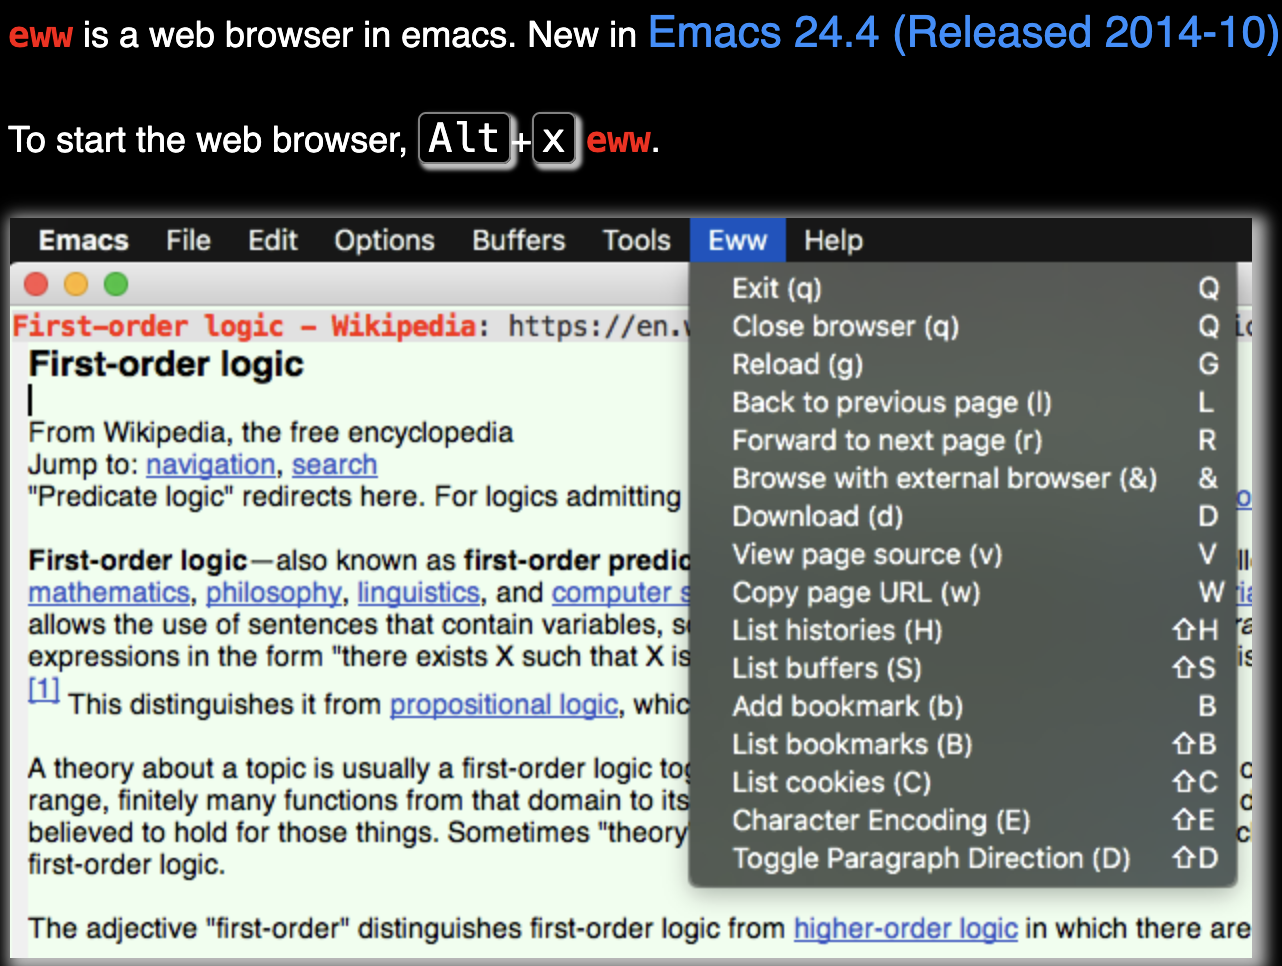 eww is a web browser in emacs. New in Emacs 24.4 (Released 2014-10)
To start the web browser, Alt+x eww.
Emacs File Edit Options Buffers Tools Eww Help
First-order logic - Wikipedia: https://en.
First-order logic
From Wikipedia, the free encyclopedia
Jump to: navigation, search
"Predicate logic" redirects here. For logics admitting
First-order logic—also known as first-order predic
mathematics, philosophy, linguistics, and computer s
allows the use of sentences that contain variables, s
expressions in the form "there exists X such that X is
[1] This distinguishes it from propositional logic, whic
A theory about a topic is usually a first-order logic tog
range, finitely many functions from that domain to its
believed to hold for those things. Sometimes "theory"
first-order logic.
The adjective "first-order" distinguishes first-order logic from higher-order logic in which there are
Exit (q) Q
Close browser (q) Q
Reload (g) G
Back to previous page (l) L
Forward to next page (r) R
Browse with external browser (&) &
Download (d) D
View page source (v) V
Copy page URL (w) W
List histories (H) ⇧H
List buffers (S) ⇧S
Add bookmark (b) B
List bookmarks (B) ⇧B
List cookies (C) ⇧C
Character Encoding (E) ⇧E
Toggle Paragraph Direction (D) ⇧D